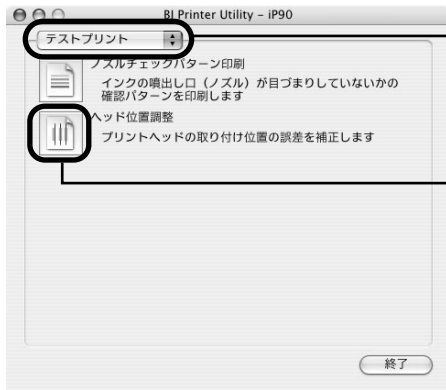 BJ Printer Utility – iP90
テストプリント
ノズルチェックパターン印刷
インクの噴出し口（ノズル）が目づまりしていないかの
確認パターンを印刷します
ヘッド位置調整
プリントヘッドの取り付け位置の誤差を補正します
終了